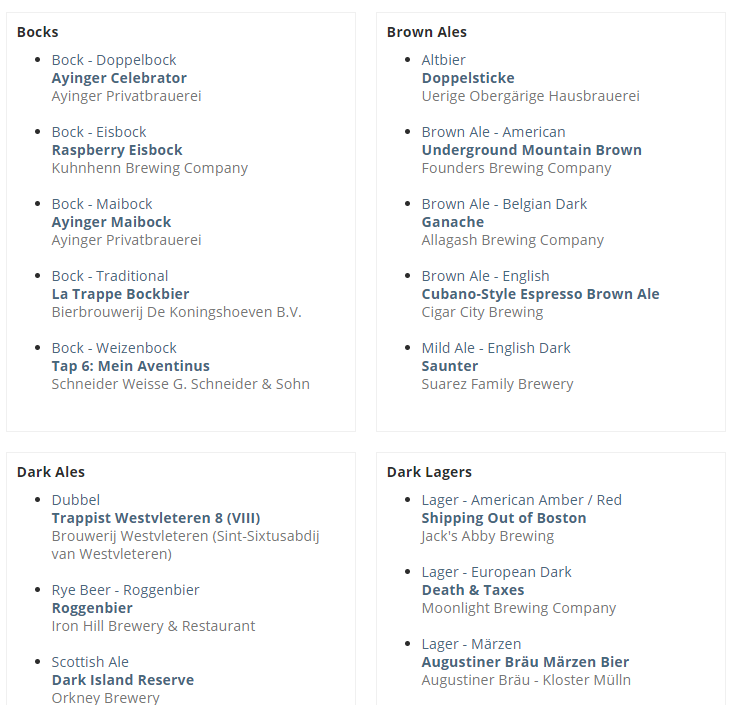 Bocks
Bock - Doppelbock
Ayinger Celebrator
Ayinger Privatbrauerei
Bock - Eisbock
Raspberry Eisbock
Kuhnhenn Brewing Company
Bock - Maibock
Ayinger Maibock
Ayinger Privatbrauerei
Bock - Traditional
La Trappe Bockbier
Bierbrouwerij De Koningshoeven B.V.
Bock - Weizenbock
Tap 6: Mein Aventinus
Schneider Weisse G. Schneider & Sohn
Brown Ales
Altbier
Doppelsticke
Uerige Obergärige Hausbrauerei
Brown Ale - American
Underground Mountain Brown
Founders Brewing Company
Brown Ale - Belgian Dark
Ganache
Allagash Brewing Company
Brown Ale - English
Cubano-Style Espresso Brown Ale
Cigar City Brewing
Mild Ale - English Dark
Saunter
Suarez Family Brewery
Dark Ales
Dubbel
Trappist Westvleteren 8 (VIII)
Brouwerij Westvleteren (Sint-Sixtusabdij
van Westvleteren)
Rye Beer - Roggenbier
Roggenbier
Iron Hill Brewery & Restaurant
Scottish Ale
Dark Island Reserve
Orkney Brewery
Dark Lagers
Lager - American Amber / Red
Shipping Out of Boston
Jack's Abby Brewing
Lager - European Dark
Death & Taxes
Moonlight Brewing Company
Lager - Märzen
Augustiner Bräu Märzen Bier
Augustiner Bräu - Kloster Mülln